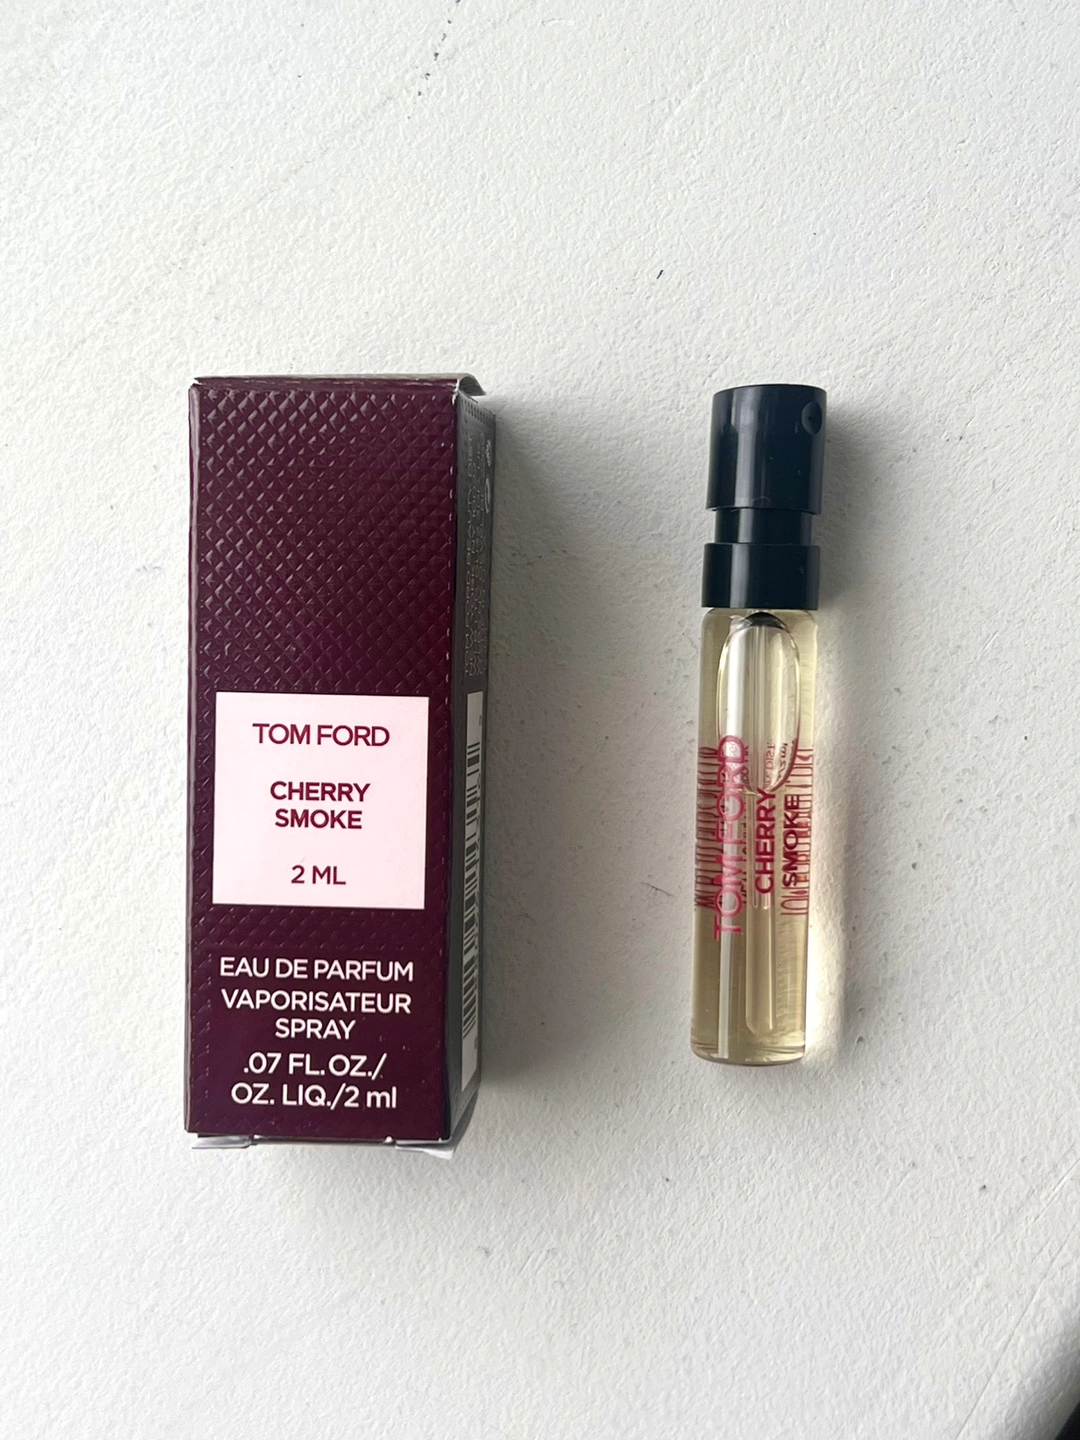 TOM FORD
CHERRY
SMOKE
2 ML
EAU DE PARFUM
VAPORISATEUR
SPRAY
.07 FL. OZ./
OZ. LIQ./2 ml
TOM FORD
CHERRY
SMOKE